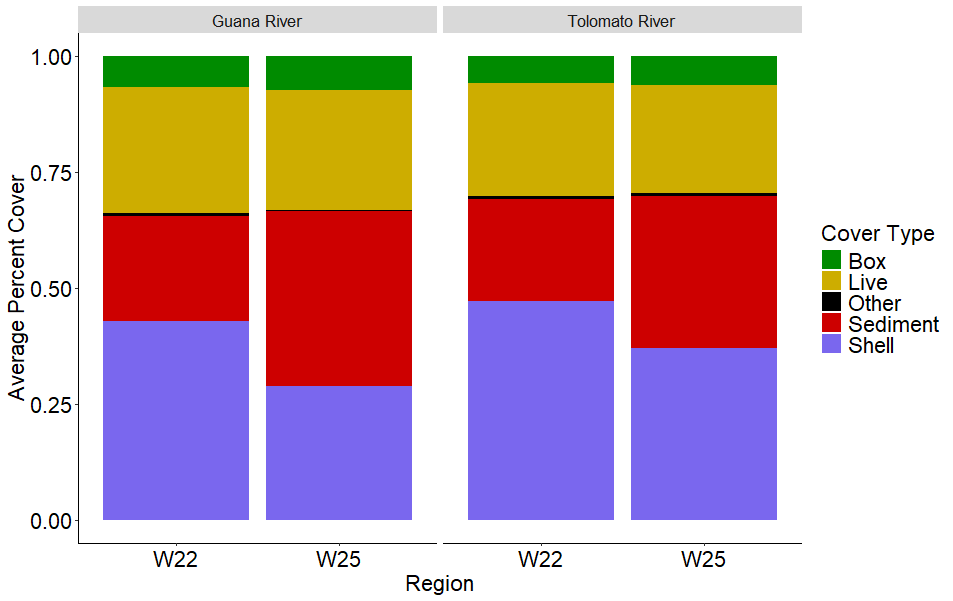 Guana River
Tolomato River
1.00
0.75
0.50
0.25
0.00
Average Percent Cover
W22
W25
W22
W25
Region
Cover Type
Box
Live
Other
Sediment
Shell